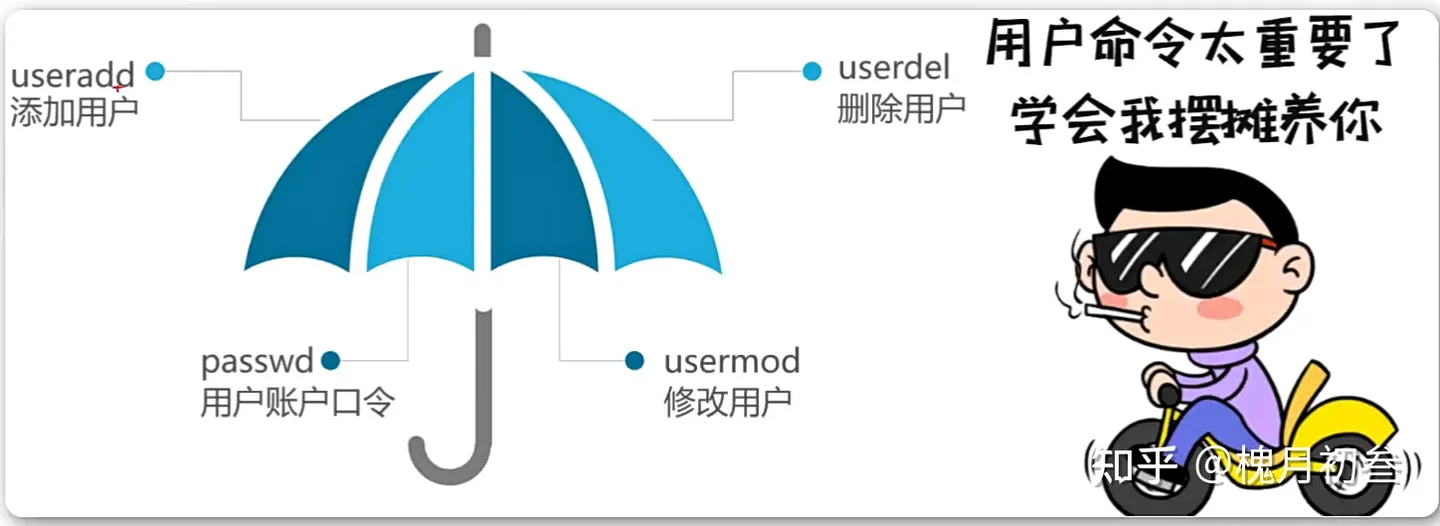 useradd
添加用户
userdel
删除用户
passwd
用户账户口令
usermod
修改用户
用户命令太重要了
学会我摆摊养你
知乎 @槐月初叁